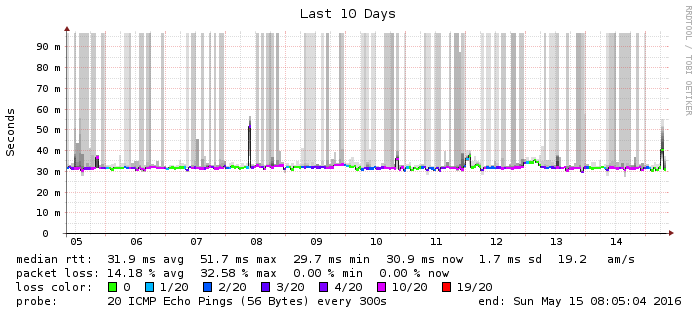 Last 10 Days
RRDTOOL / TOBI OETIKER
Seconds
90 m
80 m
70 m
60 m
50 m
40 m
30 m
20 m
10 m
0
05 06 07 08 09 10 11 12 13 14
median rtt: 31.9 ms avg 51.7 ms max 29.7 ms min 30.9 ms now 1.7 ms sd 19.2 am/s
packet loss: 14.18 % avg 32.58 % max 0.00 % min 0.00 % now
loss color: 0 1/20 2/20 3/20 4/20 10/20 19/20
probe: 20 ICMP Echo Pings (56 Bytes) every 300s end: Sun May 15 08:05:04 2016